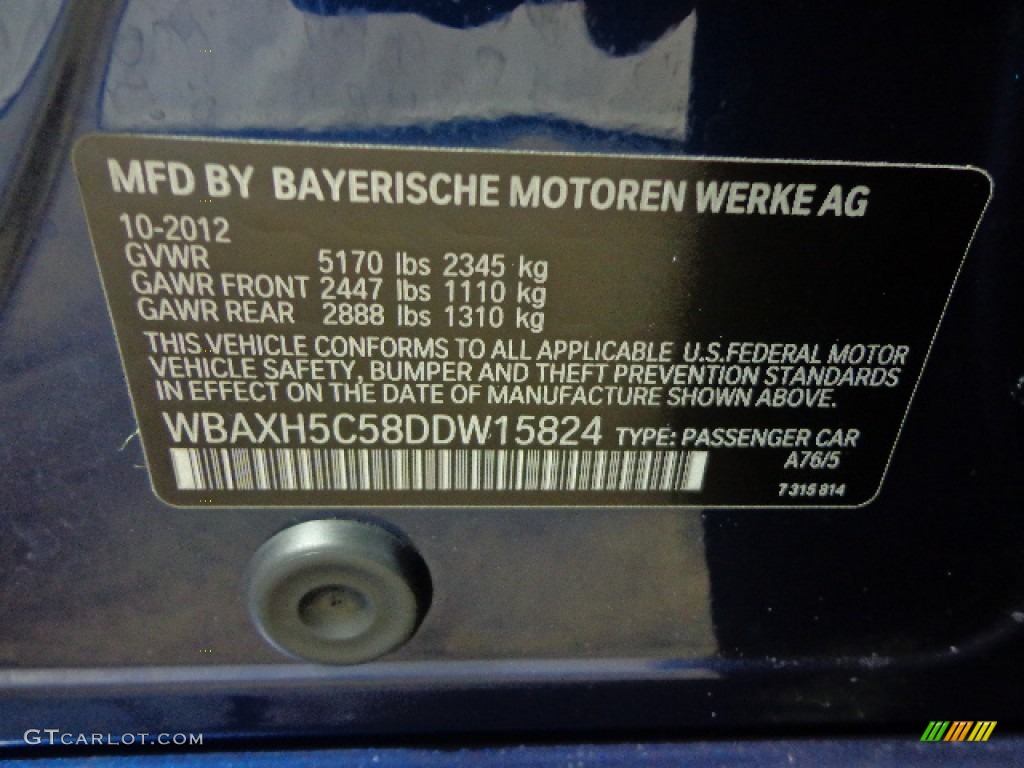 MFD BY BAYERISCHE MOTOREN WERKE AG
10-2012
GVWR 5170 lbs 2345 kg
GAWR FRONT 2447 lbs 1110 kg
GAWR REAR 2888 lbs 1310 kg
THIS VEHICLE CONFORMS TO ALL APPLICABLE U.S.FEDERAL MOTOR
VEHICLE SAFETY, BUMPER AND THEFT PREVENTION STANDARDS
IN EFFECT ON THE DATE OF MANUFACTURE SHOWN ABOVE.
WBAXH5C58DDW15824 TYPE: PASSENGER CAR
A76/5
7 315 814
GTCARLOT.COM